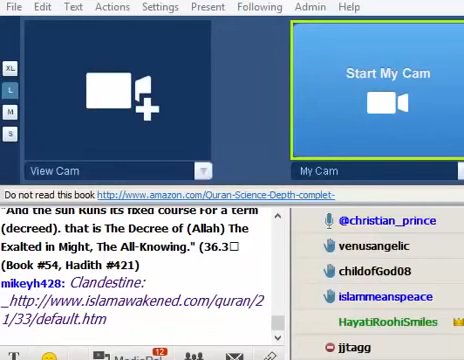 File Edit Text Actions Settings Present Following Admin Help
XL
L
M
S
Start My Cam
View Cam
My Cam
Do not read this book http://www.amazon.com/Quran-Science-Depth-complet-
"And the sun Runs its fixed course For a term
(decreed). that is The Decree of (Allah) The
Exalted in Might, The All-Knowing." (36.3
(Book #54, Hadith #421)
mikeyh428: Clandestine:
_http://www.islamawakened.com/quran/2
1/33/default.htm
@christian_prince
venusangelic
childofGod08
islammeanspeace
HayatiRoohiSmiles
jjtagg
12